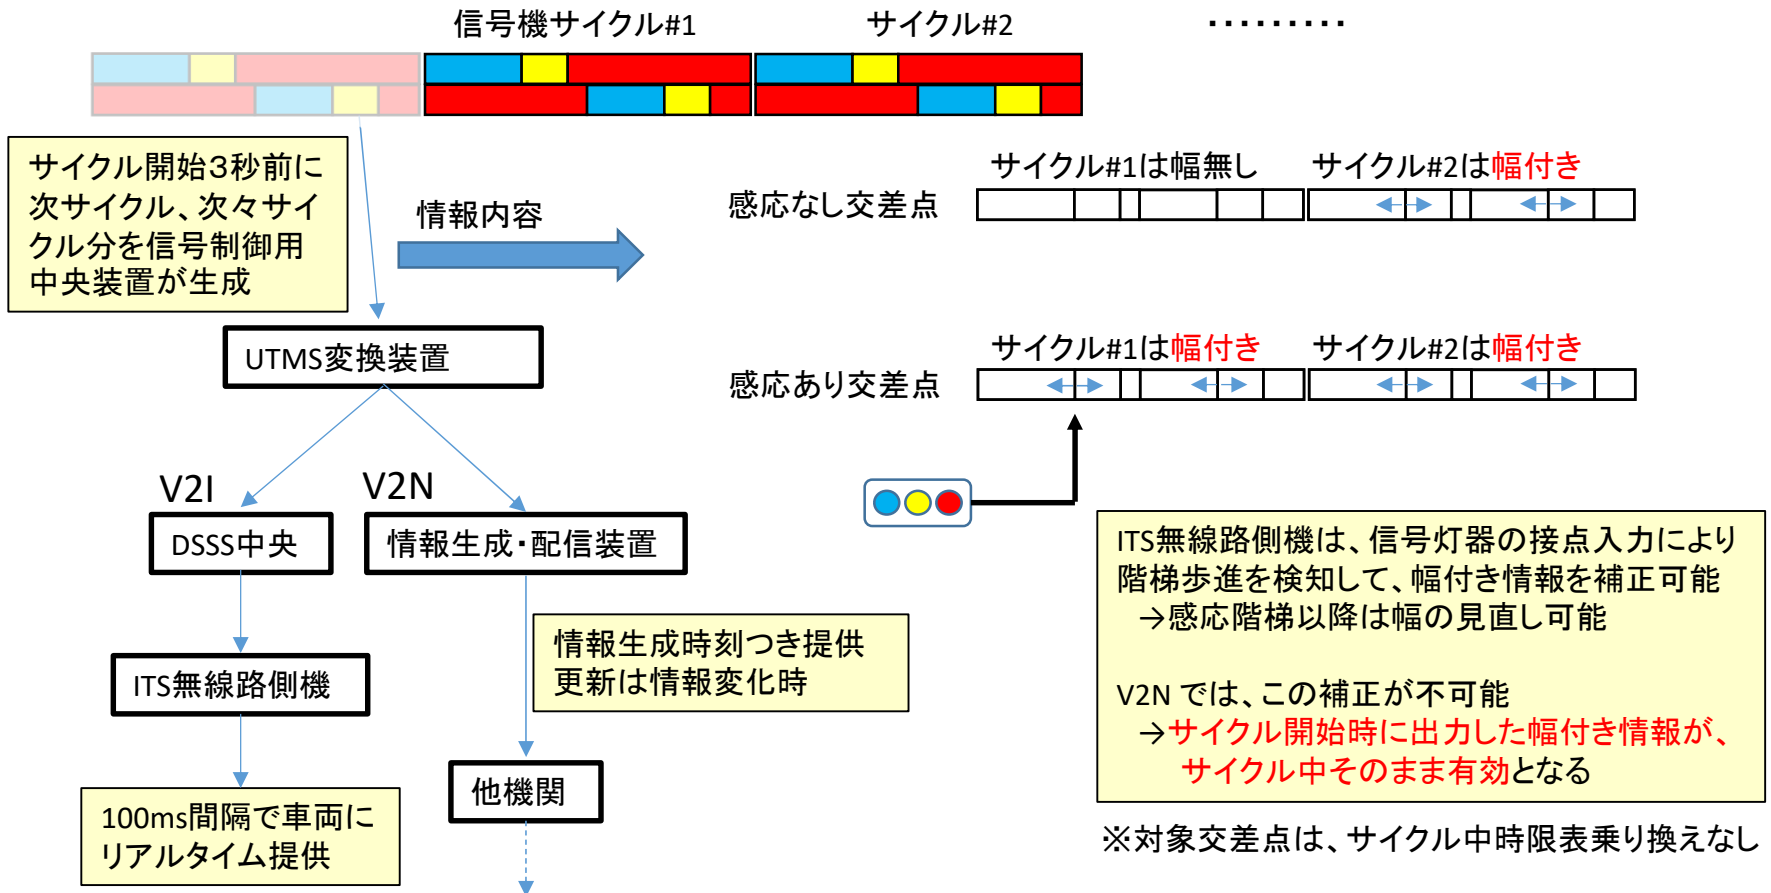 信号機サイクル#1
サイクル#2
･････････
サイクル開始3秒前に
次サイクル、次々サイ
クル分を信号制御用
中央装置が生成
情報内容
サイクル#1は幅無し
サイクル#2は幅付き
感応なし交差点
サイクル#1は幅付き
サイクル#2は幅付き
感応あり交差点
UTMS変換装置
V2I
V2N
DSSS中央
情報生成・配信装置
ITS無線路側機
情報生成時刻つき提供
更新は情報変化時
他機関
100ms間隔で車両に
リアルタイム提供
ITS無線路側機は、信号灯器の接点入力により
階梯歩進を検知して、幅付き情報を補正可能
→感応階梯以降は幅の見直し可能
V2N では、この補正が不可能
→サイクル開始時に出力した幅付き情報が、
サイクル中そのまま有効となる
※対象交差点は、サイクル中時限表乗り換えなし